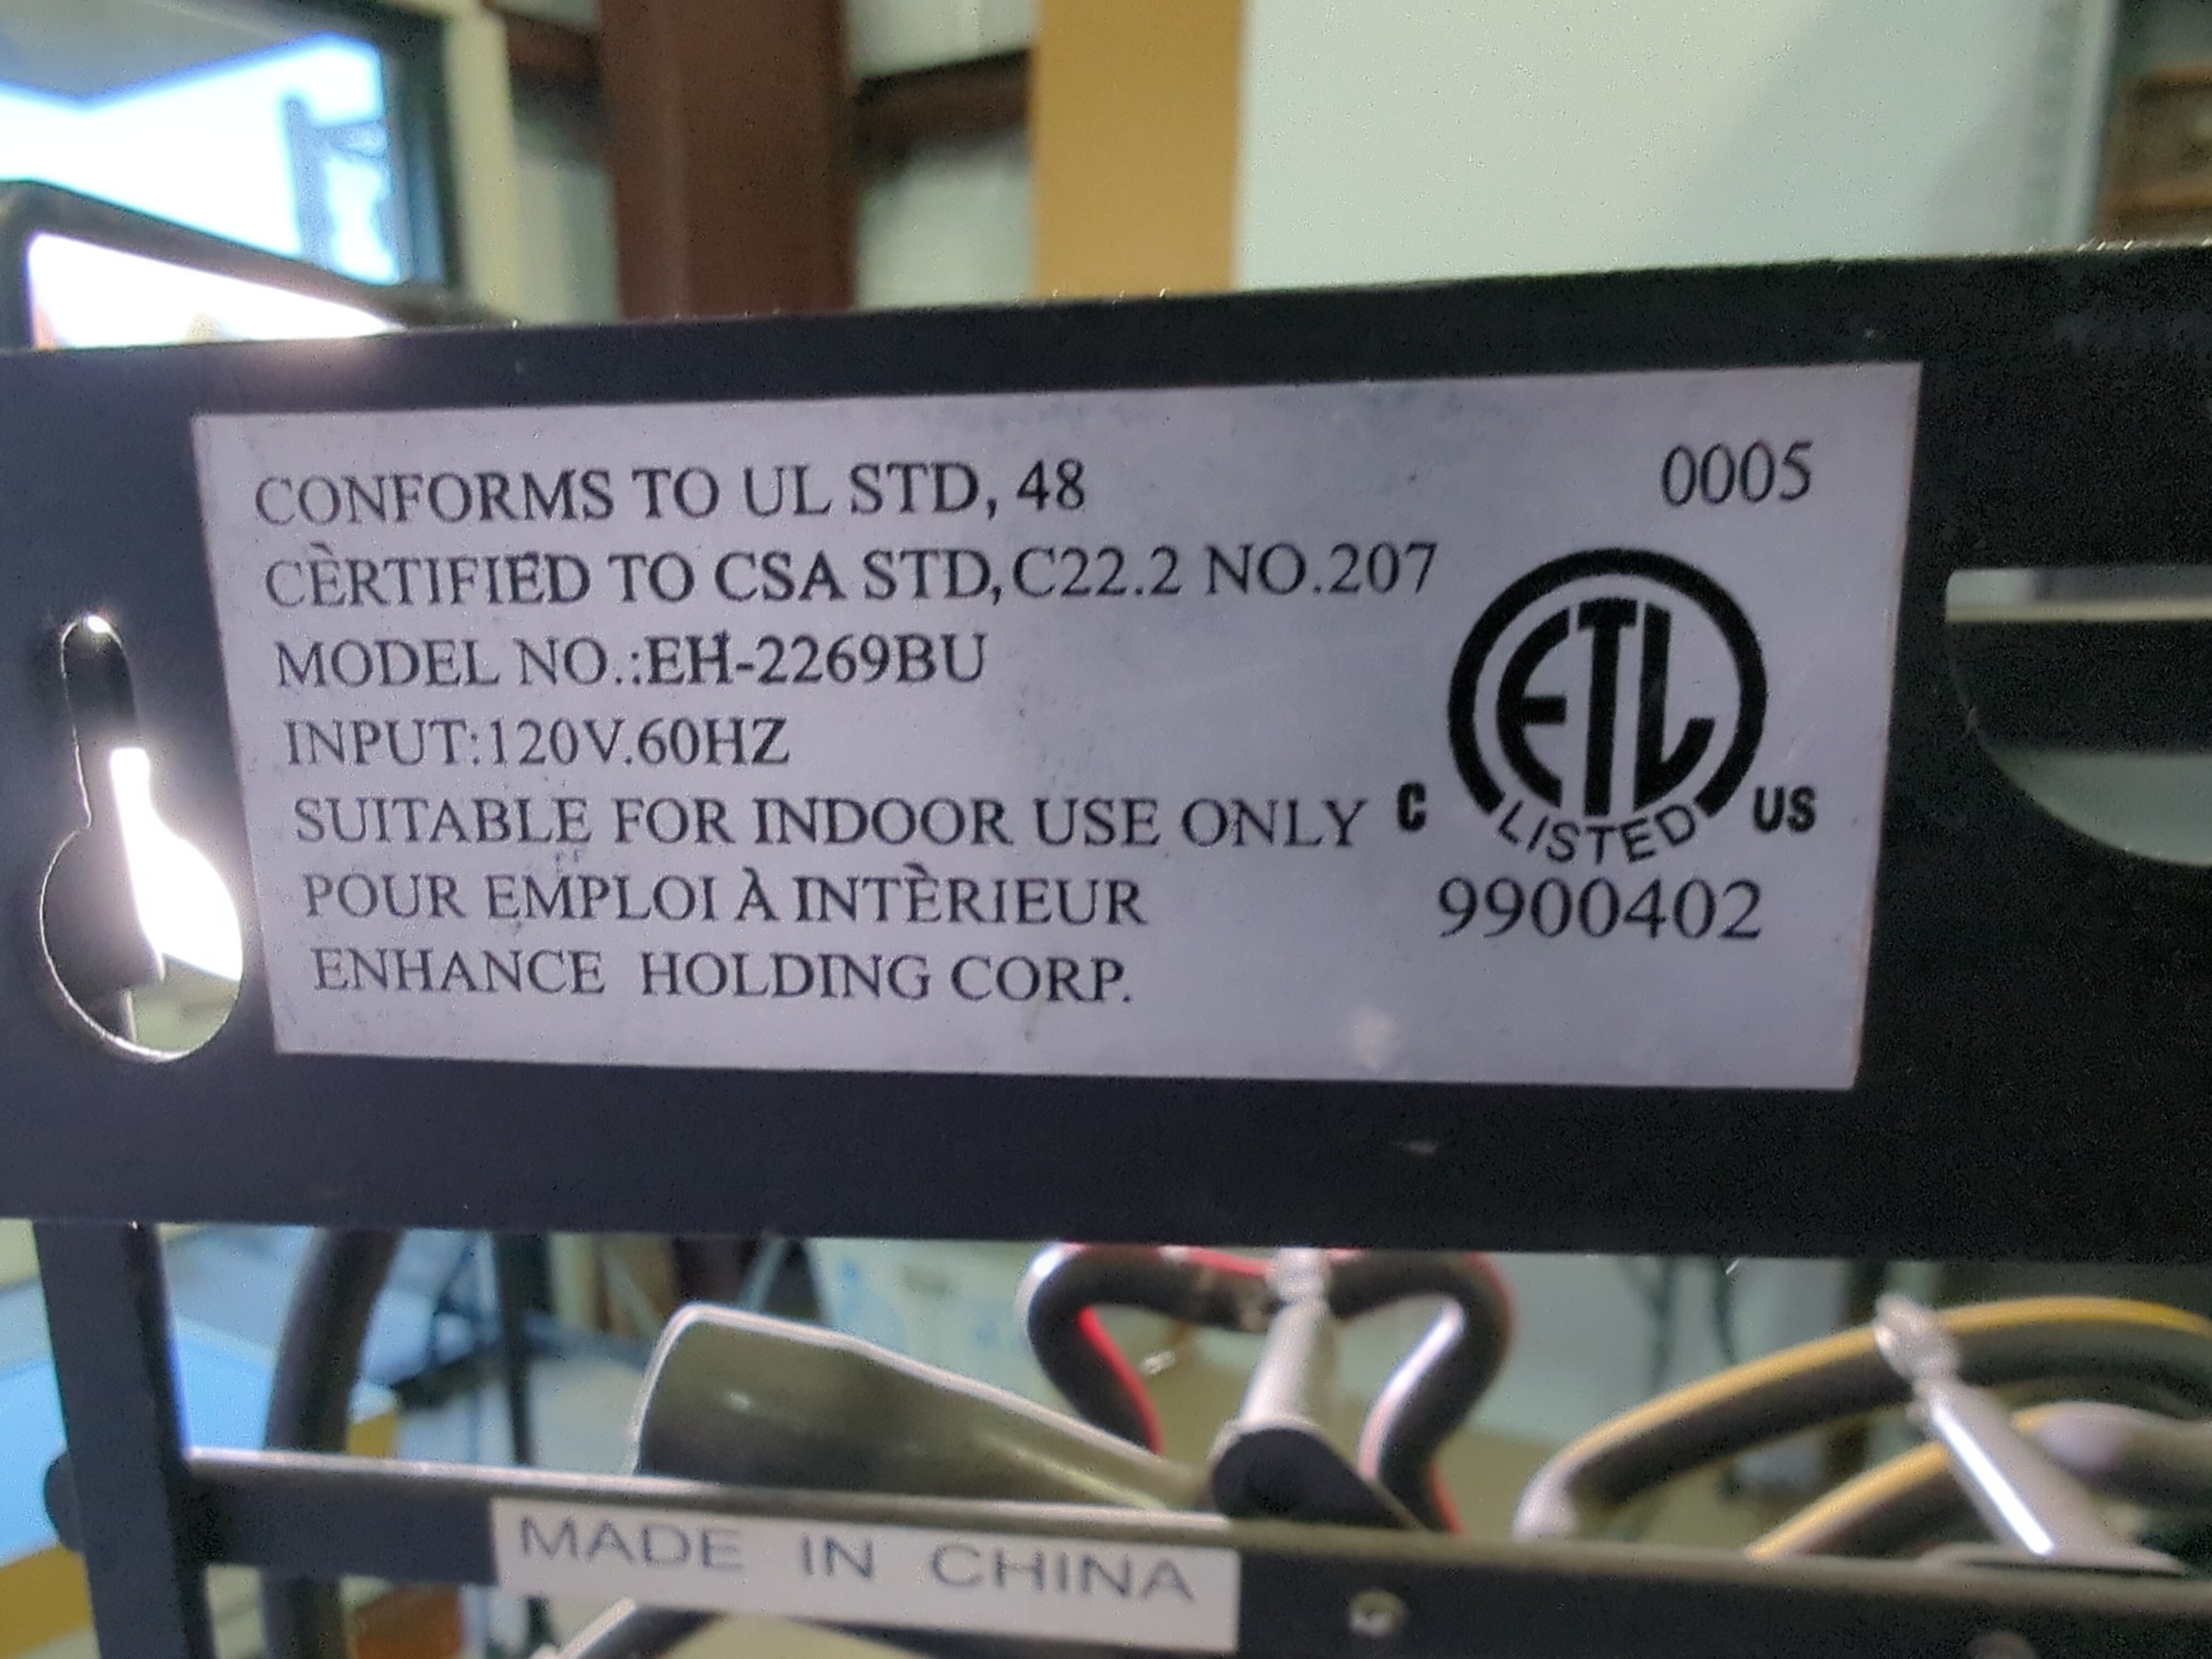 CONFORMS TO UL STD, 48
0005
CÈRTIFIED TO CSA STD,C22.2 NO.207
MODEL NO.:EH-2269BU
INPUT:120V.60HZ
SUITABLE FOR INDOOR USE ONLY
POUR EMPLOI À INTÈRIEUR
ENHANCE HOLDING CORP.
ETL
C LISTED US
9900402
MADE IN CHINA